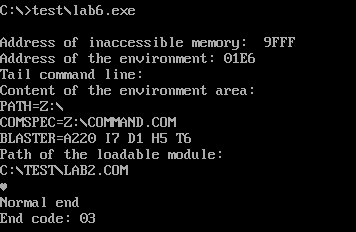 C:\>test\lab6.exe
Address of inaccessible memory:  9FFF
Address of the environment: 01E6
Tail command line:
Content of the environment area:
PATH=Z:\
COMSPEC=Z:\COMMAND.COM
BLASTER=A220 I7 D1 H5 T6
Path of the loadable module:
C:\TEST\LAB2.COM
♥
Normal end
End code: 03